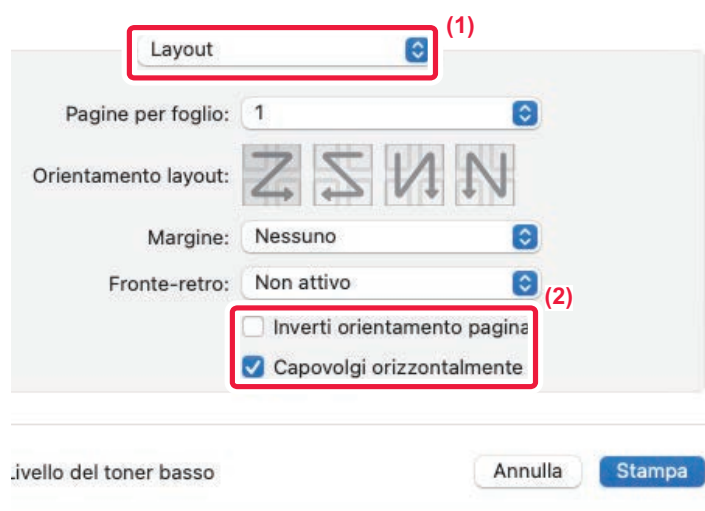 (1)
Layout
Pagine per foglio: 1
Orientamento layout:
Margine: Nessuno
Fronte-retro: Non attivo
(2)
Inverti orientamento pagina
Capovolgi orizzontalmente
Livello del toner basso
Annulla Stampa